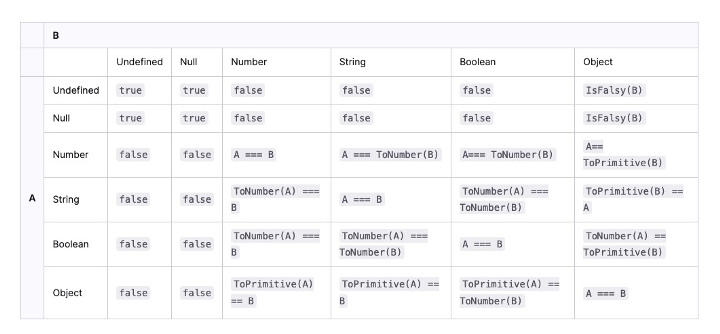 B
Undefined Null Number String Boolean Object
Undefined true true false false false IsFalsy(B)
Null true true false false false IsFalsy(B)
Number false false A === B A === ToNumber(B) A=== ToNumber(B) A==
ToPrimitive(B)
A String false false ToNumber(A) ===
B A === B ToNumber(A) ===
ToNumber(B) ToPrimitive(B) ==
A
Boolean false false ToNumber(A) ===
B ToNumber(A) ===
ToNumber(B) A === B ToNumber(A) ==
ToPrimitive(B)
Object false false ToPrimitive(A)
== B ToPrimitive(A) ==
B ToPrimitive(A) ==
ToNumber(B) A === B